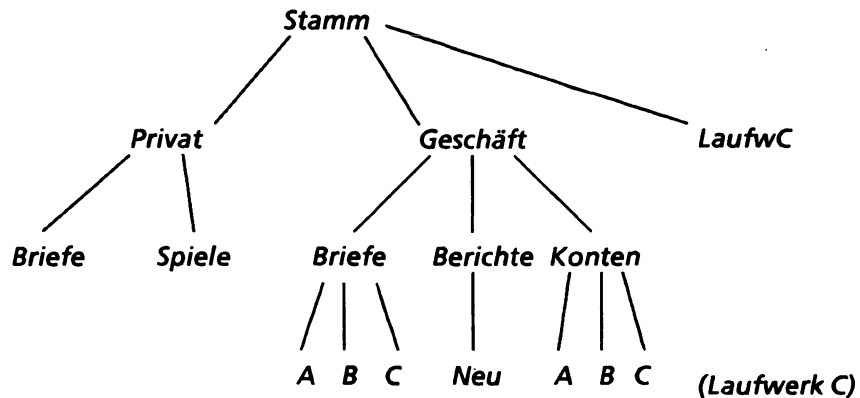 Stamm
Privat Geschäft LaufwC
Briefe Spiele Briefe Berichte Konten
A B C Neu A B C (Laufwerk C)